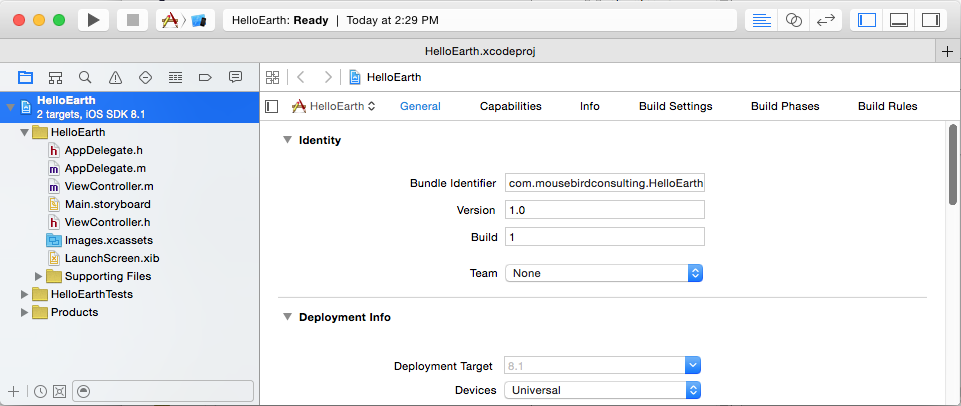 HelloEarth: Ready | Today at 2:29 PM
HelloEarth.xcodeproj
HelloEarth
2 targets, iOS SDK 8.1
HelloEarth
AppDelegate.h
AppDelegate.m
ViewController.m
Main.storyboard
ViewController.h
Images.xcassets
LaunchScreen.xib
Supporting Files
HelloEarthTests
Products
HelloEarth
HelloEarth General Capabilities Info Build Settings Build Phases Build Rules
Identity
Bundle Identifier com.mousebirdconsulting.HelloEarth
Version 1.0
Build 1
Team None
Deployment Info
Deployment Target 8.1
Devices Universal